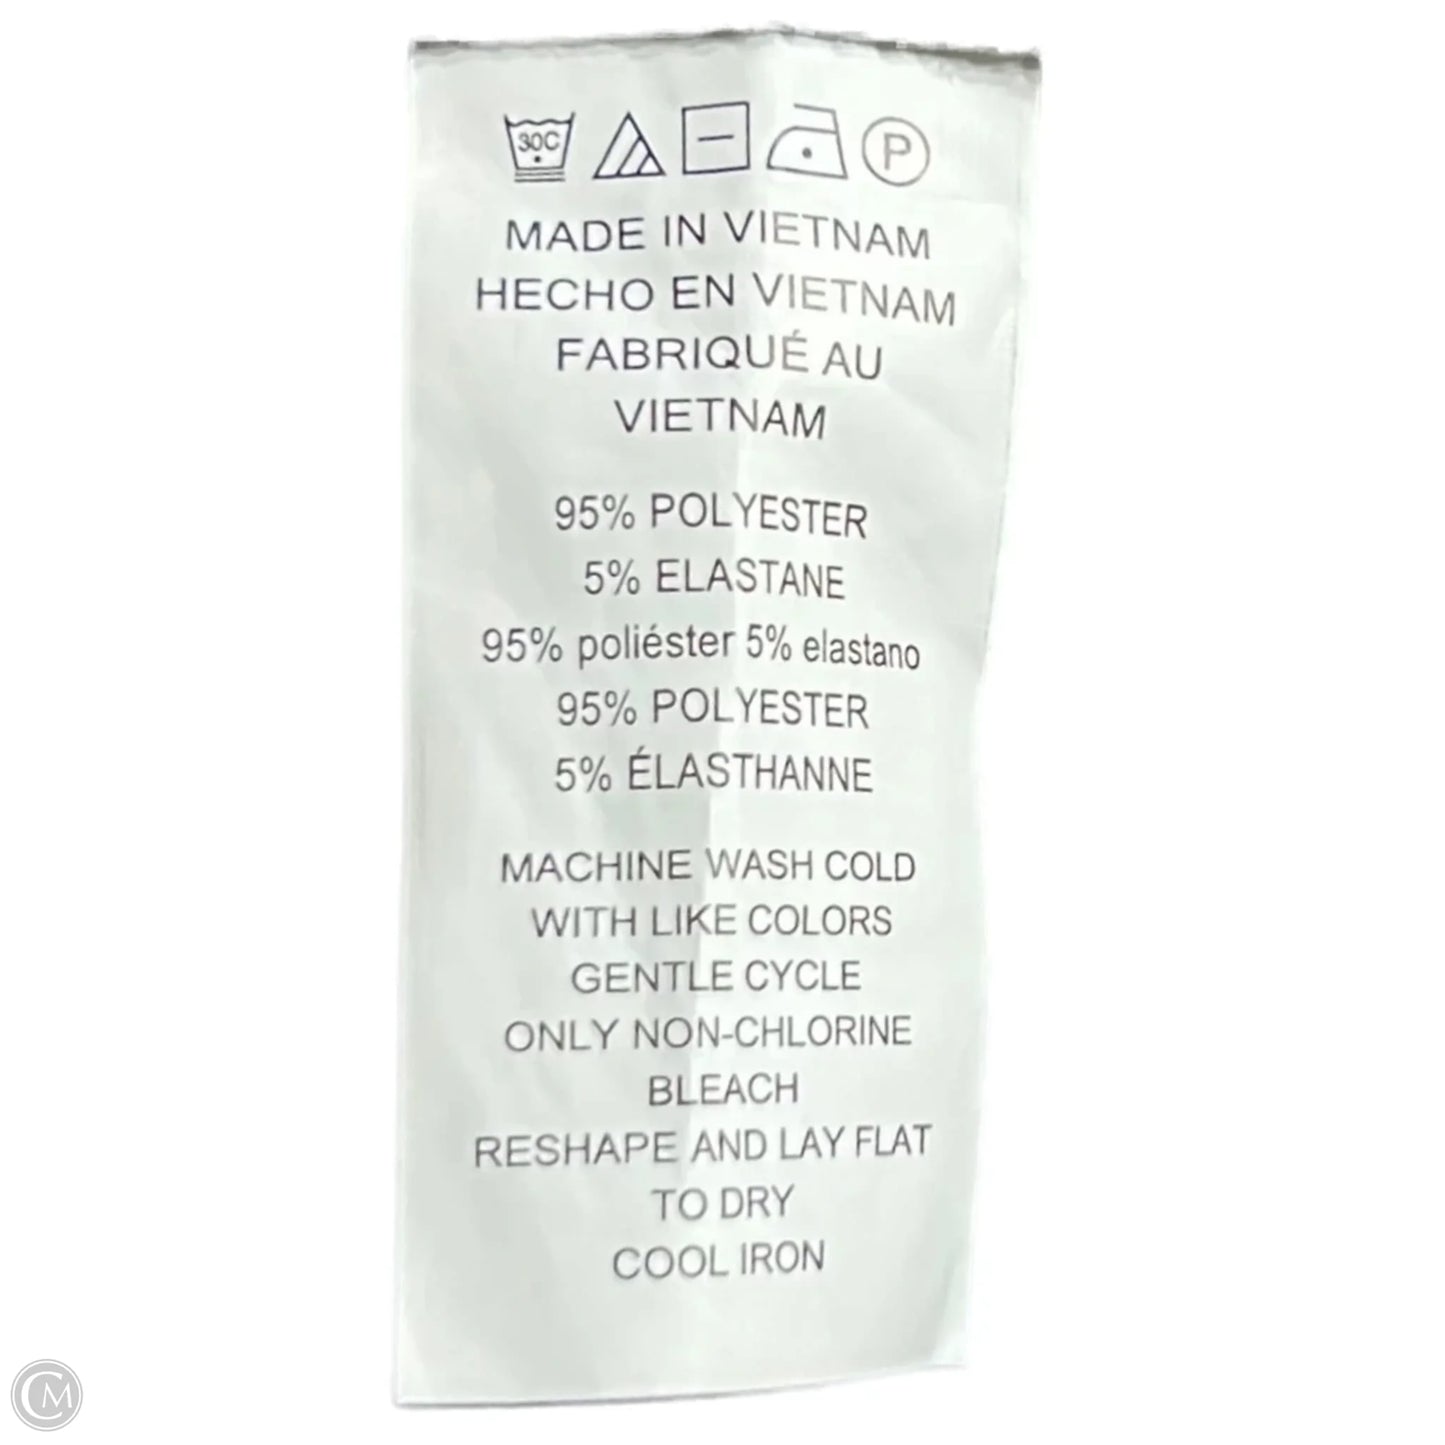 30C
P
MADE IN VIETNAM
HECHO EN VIETNAM
FABRIQUÉ AU
VIETNAM
95% POLYESTER
5% ELASTANE
95% poliéster 5% elastano
95% POLYESTER
5% ÉLASTHANNE
MACHINE WASH COLD
WITH LIKE COLORS
GENTLE CYCLE
ONLY NON-CHLORINE
BLEACH
RESHAPE AND LAY FLAT
TO DRY
COOL IRON
CM